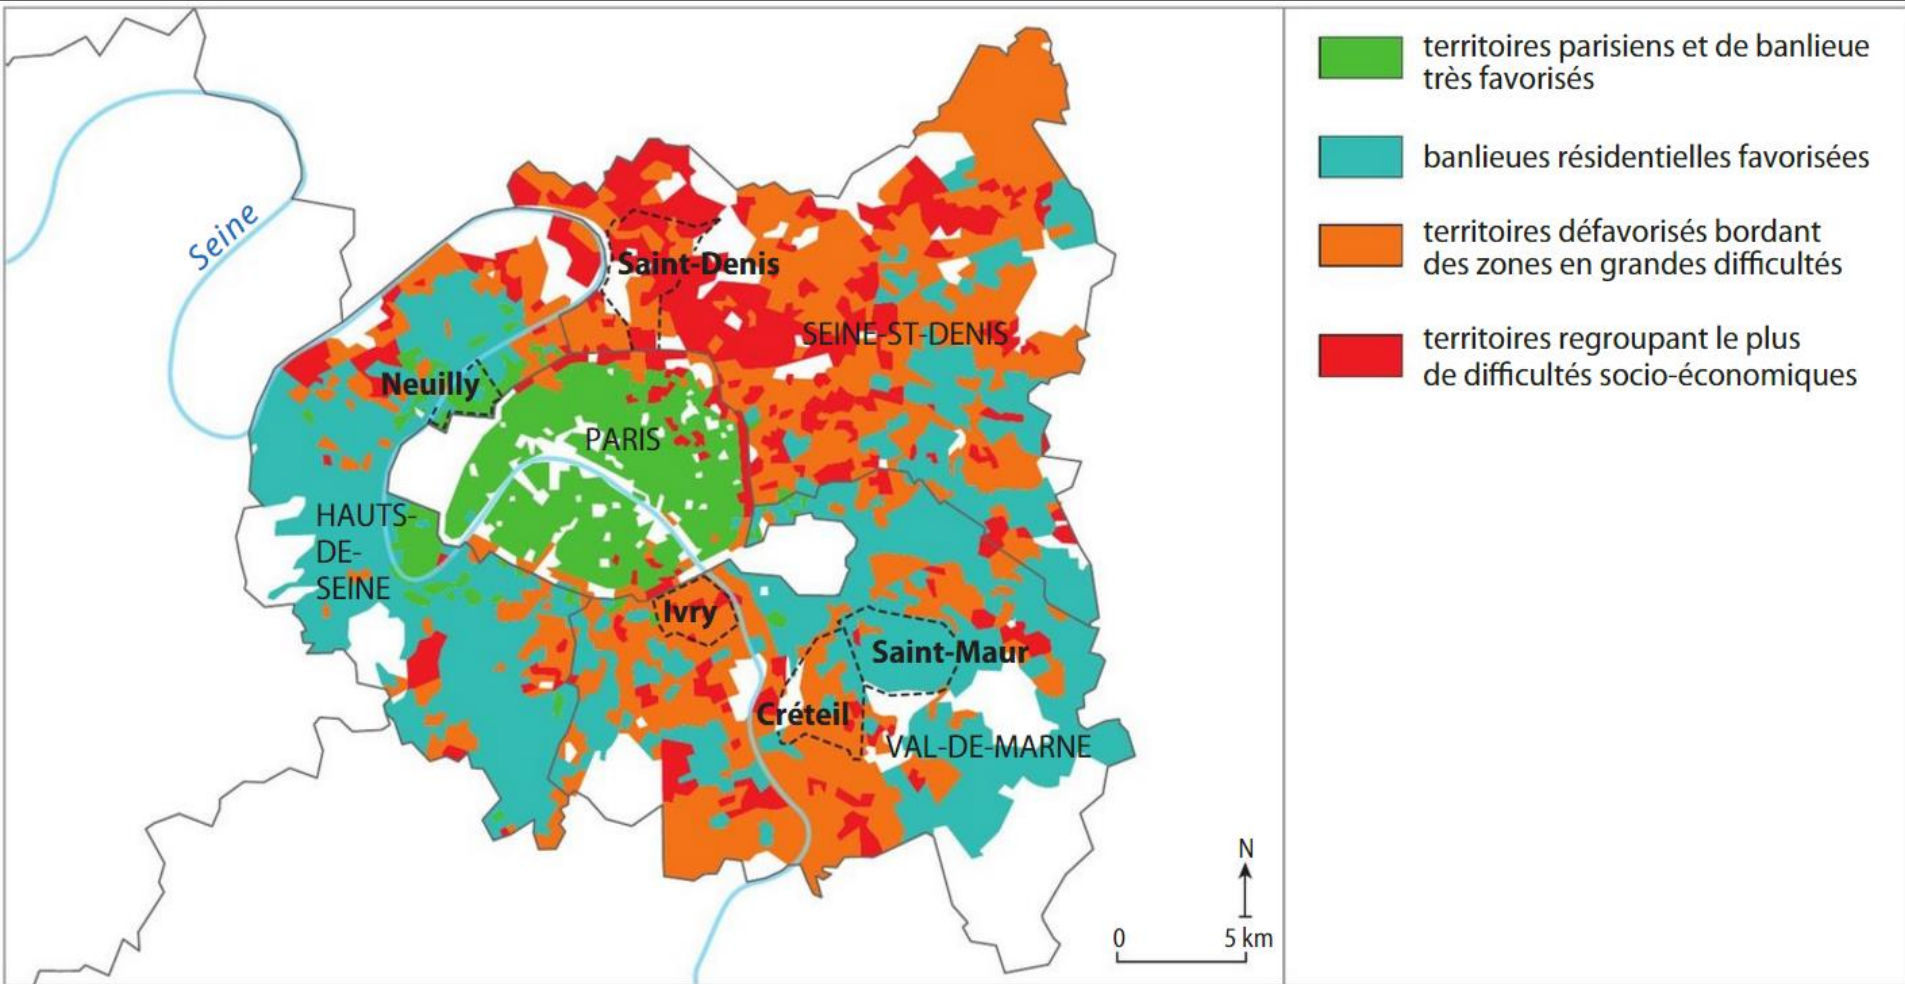 Seine
Saint-Denis
SEINE-ST-DENIS
Neuilly
PARIS
HAUTS-
DE-
SEINE
Ivry
Saint-Maur
Créteil
VAL-DE-MARNE
N
0 5 km
territoires parisiens et de banlieue
très favorisés
banlieues résidentielles favorisées
territoires défavorisés bordant
des zones en grandes difficultés
territoires regroupant le plus
de difficultés socio-économiques